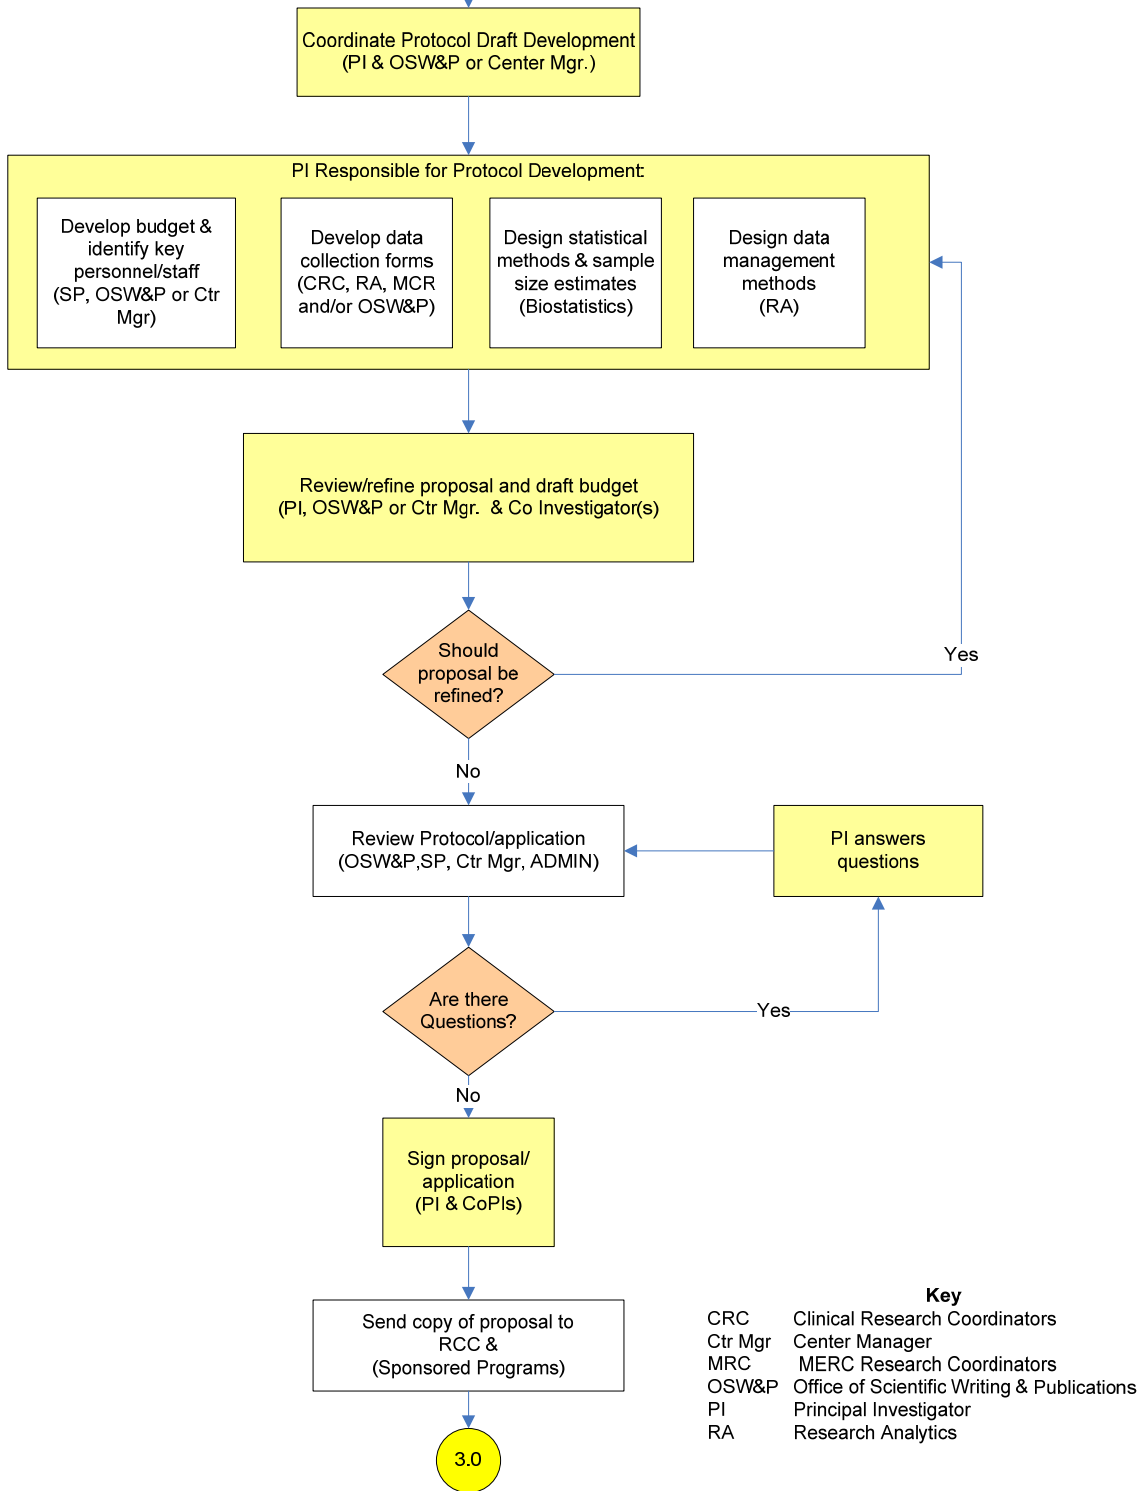 Coordinate Protocol Draft Development
(PI & OSW&P or Center Mgr.)
PI Responsible for Protocol Development:
Develop budget &
identify key
personnel/staff
(SP, OSW&P or Ctr
Mgr)
Develop data
collection forms
(CRC, RA, MCR
and/or OSW&P)
Design statistical
methods & sample
size estimates
(Biostatistics)
Design data
management
methods
(RA)
Review/refine proposal and draft budget
(PI, OSW&P or Ctr Mgr. & Co Investigator(s)
Should
proposal be
refined?
Yes
No
Review Protocol/application
(OSW&P,SP, Ctr Mgr, ADMIN)
PI answers
questions
Are there
Questions?
Yes
No
Sign proposal/
application
(PI & CoPIs)
Send copy of proposal to
RCC &
(Sponsored Programs)
3.0
Key
CRC Clinical Research Coordinators
Ctr Mgr Center Manager
MRC MERC Research Coordinators
OSW&P Office of Scientific Writing & Publications
PI Principal Investigator
RA Research Analytics